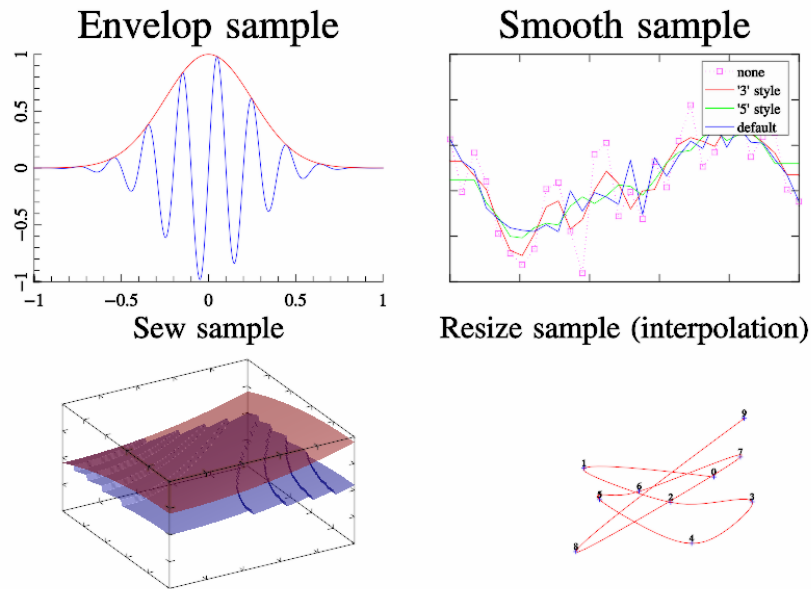 Envelop sample
1
0.5
0
−0.5
−1
−1
−0.5
0
0.5
1
Smooth sample
none
'3' style
'5' style
default
Sew sample
Resize sample (interpolation)
9
7
1
0
6
5
2
3
4
8